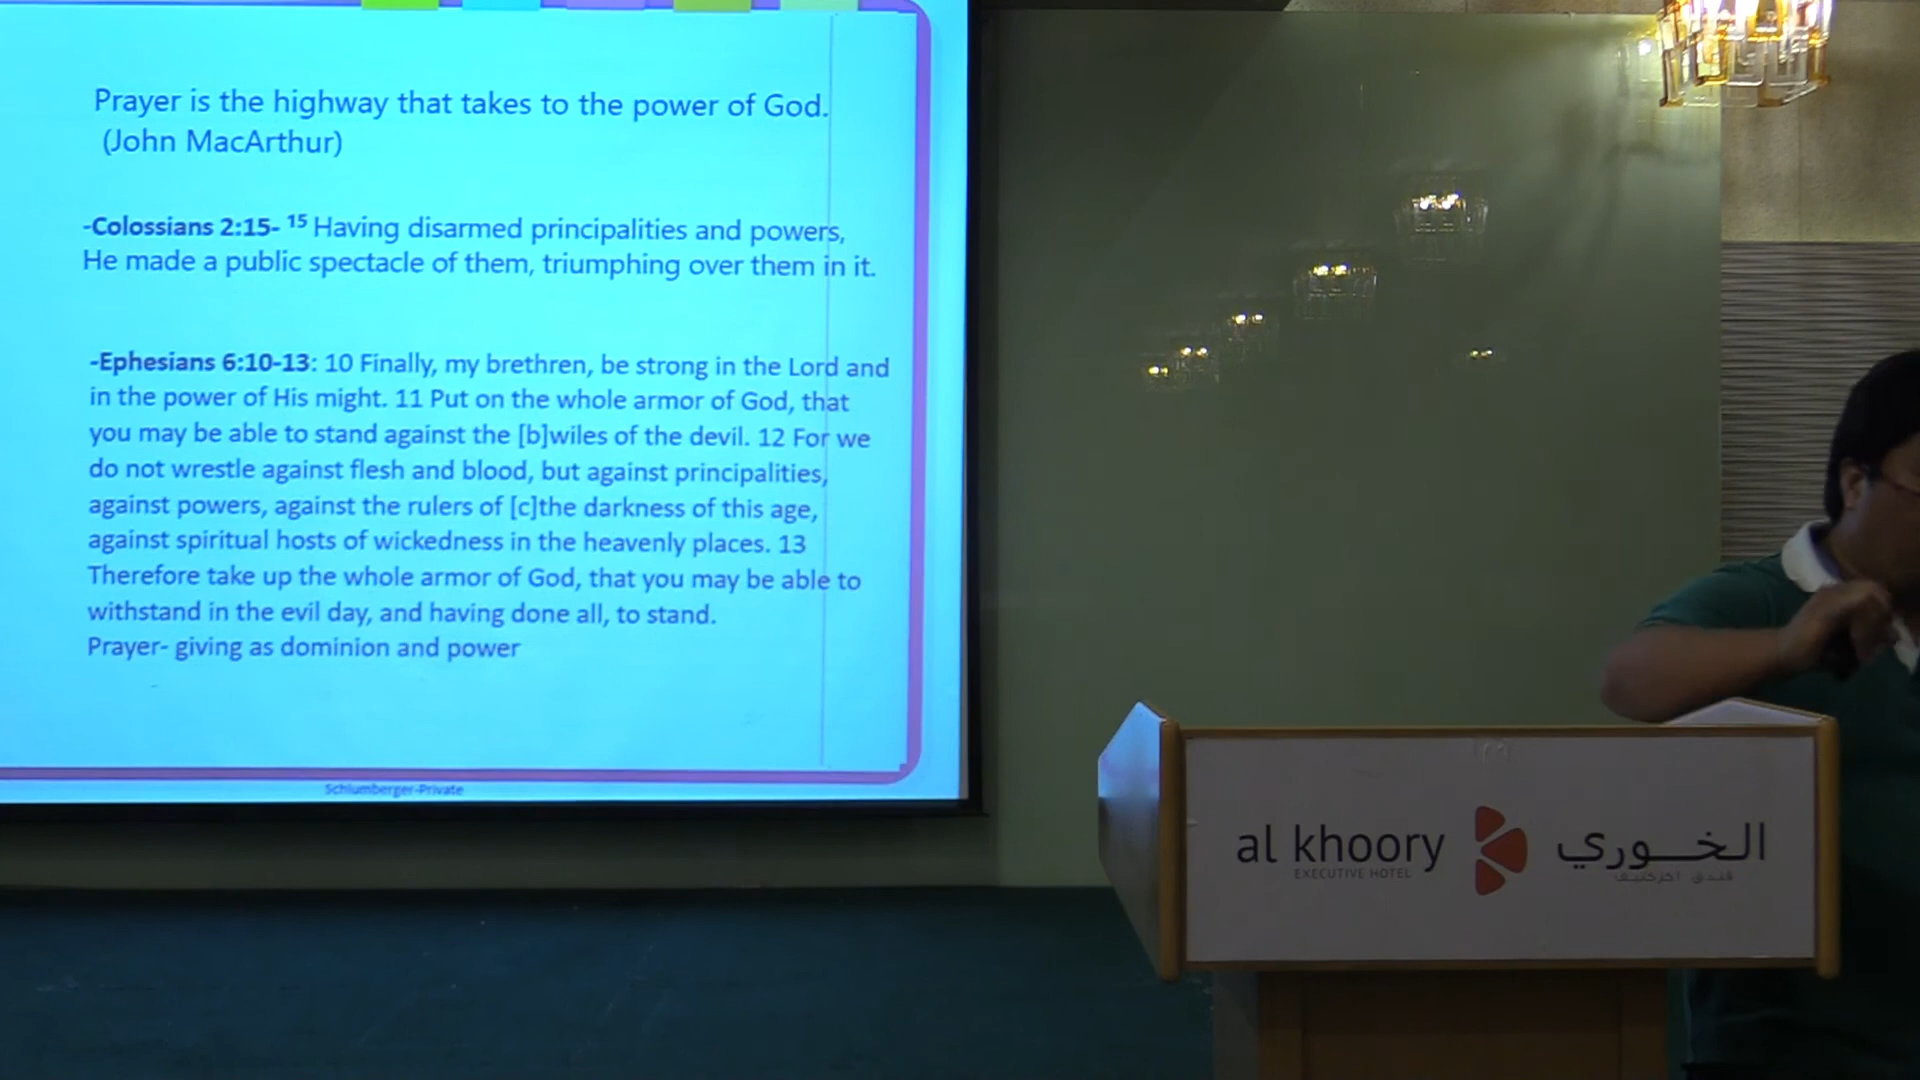 Prayer is the highway that takes to the power of God.
(John MacArthur)
-Colossians 2:15- 15 Having disarmed principalities and powers,
He made a public spectacle of them, triumphing over them in it.
-Ephesians 6:10-13: 10 Finally, my brethren, be strong in the Lord and
in the power of His might. 11 Put on the whole armor of God, that
you may be able to stand against the [b]wiles of the devil. 12 For we
do not wrestle against flesh and blood, but against principalities,
against powers, against the rulers of [c]the darkness of this age,
against spiritual hosts of wickedness in the heavenly places. 13
Therefore take up the whole armor of God, that you may be able to
withstand in the evil day, and having done all, to stand.
Prayer- giving as dominion and power
Schlumberger-Private
al khoory
EXECUTIVE HOTEL
الخوري
فندق اكزكتيف